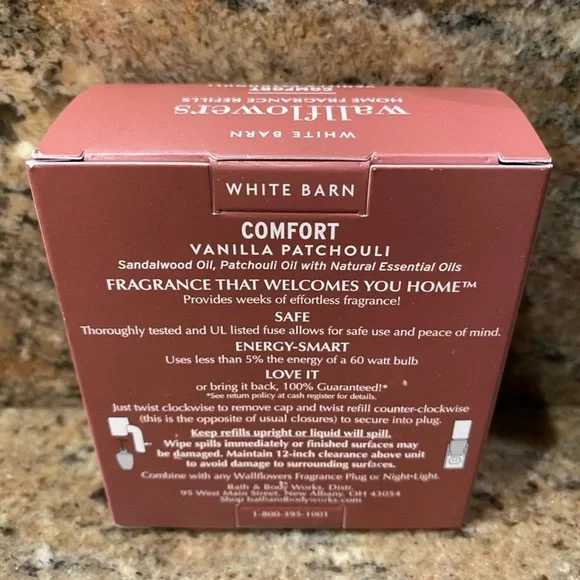 WHITE BARN
wallflowers
HOME FRAGRANCE REFILLS
COMFORT
WHITE BARN
COMFORT
VANILLA PATCHOULI
Sandalwood Oil, Patchouli Oil with Natural Essential Oils
FRAGRANCE THAT WELCOMES YOU HOME™
Provides weeks of effortless fragrance!
SAFE
Thoroughly tested and UL listed fuse allows for safe use and peace of mind.
ENERGY-SMART
Uses less than 5% the energy of a 60 watt bulb
LOVE IT
or bring it back, 100% Guaranteed!*
*See return policy at cash register for details.
Just twist clockwise to remove cap and twist refill counter-clockwise
(this is the opposite of usual closures) to secure into plug.
Keep refills upright or liquid will spill.
Wipe spills immediately or finished surfaces may
be damaged. Maintain 12-inch clearance above unit
to avoid damage to surrounding surfaces.
Combine with any Wallflowers Fragrance Plug or Night-Light.
Bath & Body Works, Distr.
95 West Main Street, New Albany, OH 43054
Shop bathandbodyworks.com
1-800-395-1001